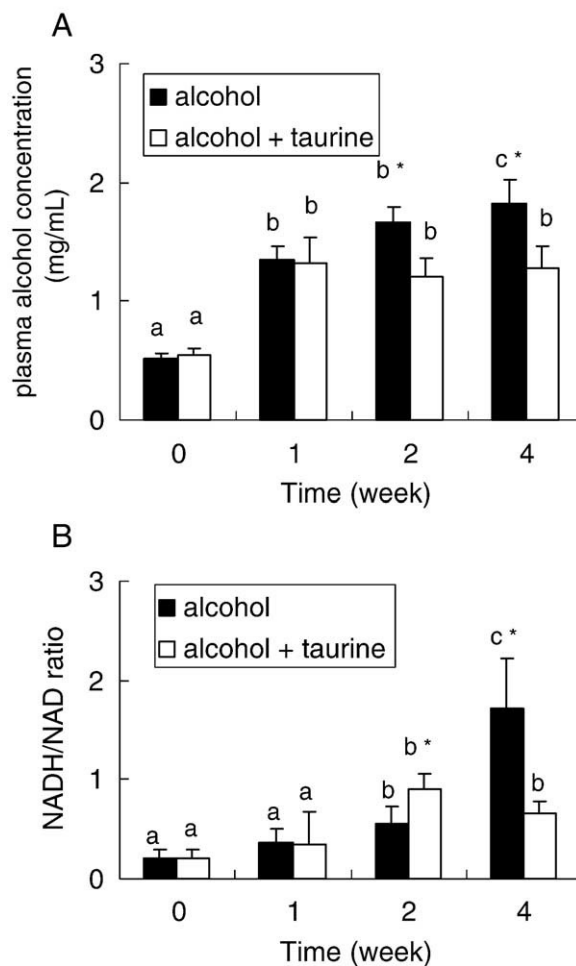 A
plasma alcohol concentration
(mg/mL)
3
2
1
0
alcohol
alcohol + taurine
a
a
b
b
b *
b
c *
b
0
1
2
4
Time (week)
B
NADH/NAD ratio
3
2
1
0
alcohol
alcohol + taurine
a
a
a
a
b
b *
c *
b
0
1
2
4
Time (week)